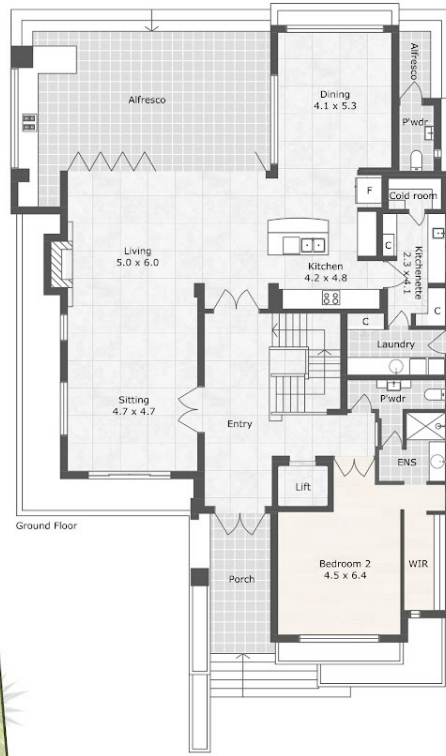 Alfresco
Dining
4.1 x 5.3
Alfresco
P'wdr
F
Cold room
C
Kitchenette
2.3 x 4.1
C
Living
5.0 x 6.0
Kitchen
4.2 x 4.8
C
Laundry
Sitting
4.7 x 4.7
Entry
P'wdr
ENS
Lift
Ground Floor
Porch
Bedroom 2
4.5 x 6.4
WIR